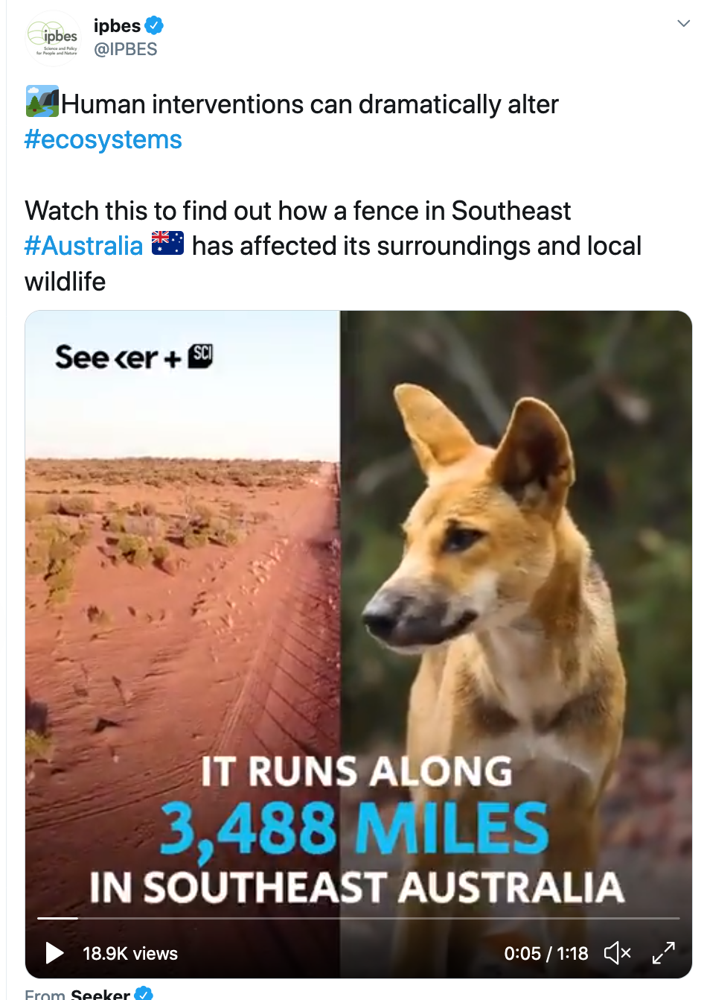 ipbes
@IPBES
ipbes
Science and Policy
for People and Nature
Human interventions can dramatically alter
#ecosystems
Watch this to find out how a fence in Southeast
#Australia has affected its surroundings and local
wildlife
Seeker + SCI
IT RUNS ALONG
3,488 MILES
IN SOUTHEAST AUSTRALIA
18.9K views
0:05 / 1:18
From Seeker